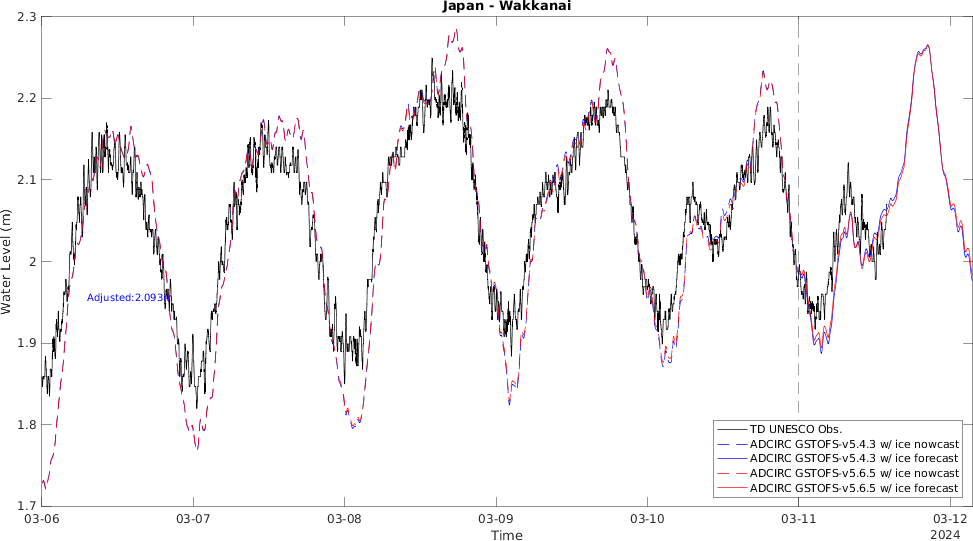 Japan - Wakkanai
2.3
2.2
2.1
2
1.9
1.8
1.7
Water Level (m)
Adjusted:2.093m
TD UNESCO Obs.
ADCIRC GSTOFS-v5.4.3 w/ ice nowcast
ADCIRC GSTOFS-v5.4.3 w/ ice forecast
ADCIRC GSTOFS-v5.6.5 w/ ice nowcast
ADCIRC GSTOFS-v5.6.5 w/ ice forecast
03-06 03-07 03-08 03-09 03-10 03-11 03-12
Time 2024